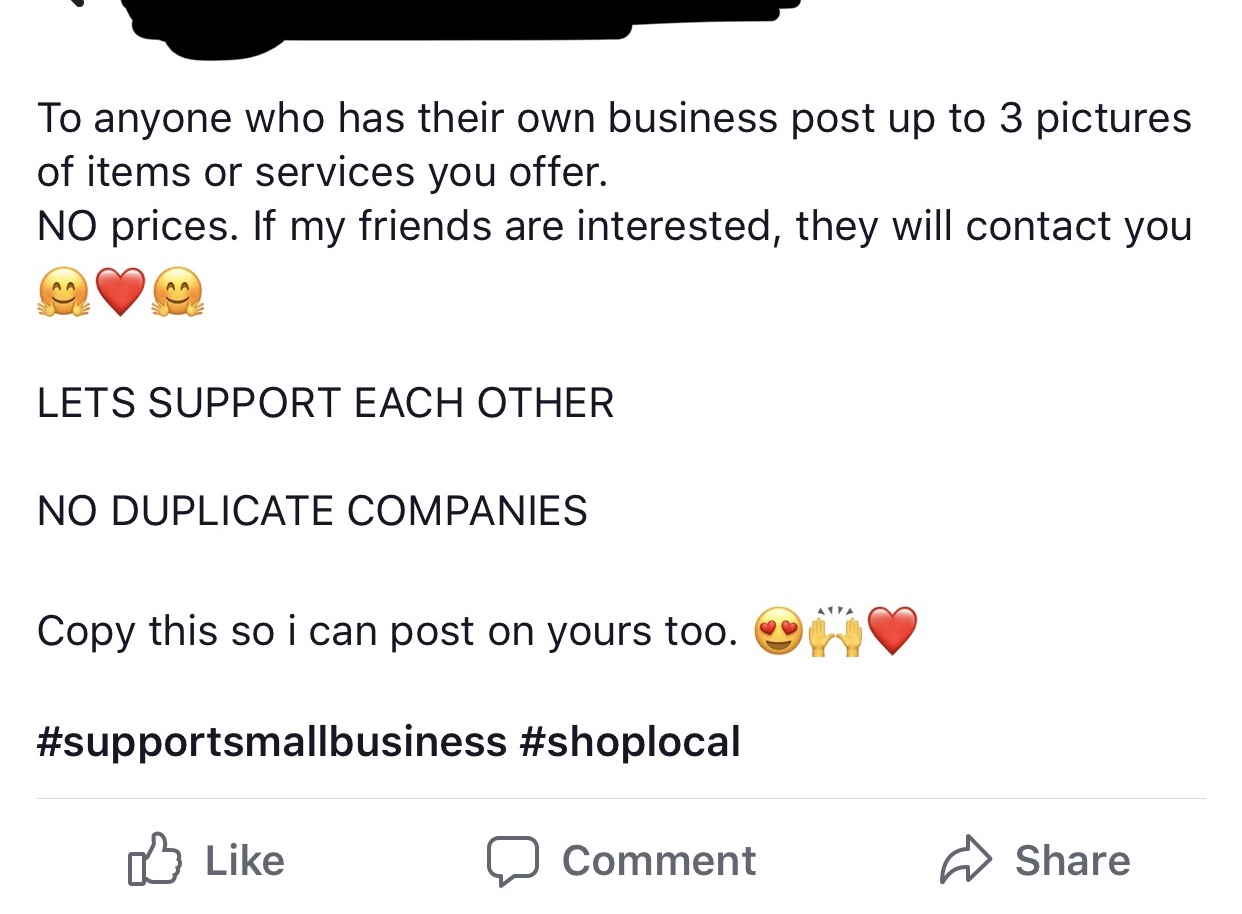 To anyone who has their own business post up to 3 pictures
of items or services you offer.
NO prices. If my friends are interested, they will contact you
🤗❤️🤗
LETS SUPPORT EACH OTHER
NO DUPLICATE COMPANIES
Copy this so i can post on yours too. 😍🙌❤️
#supportsmallbusiness #shoplocal
Like Comment Share